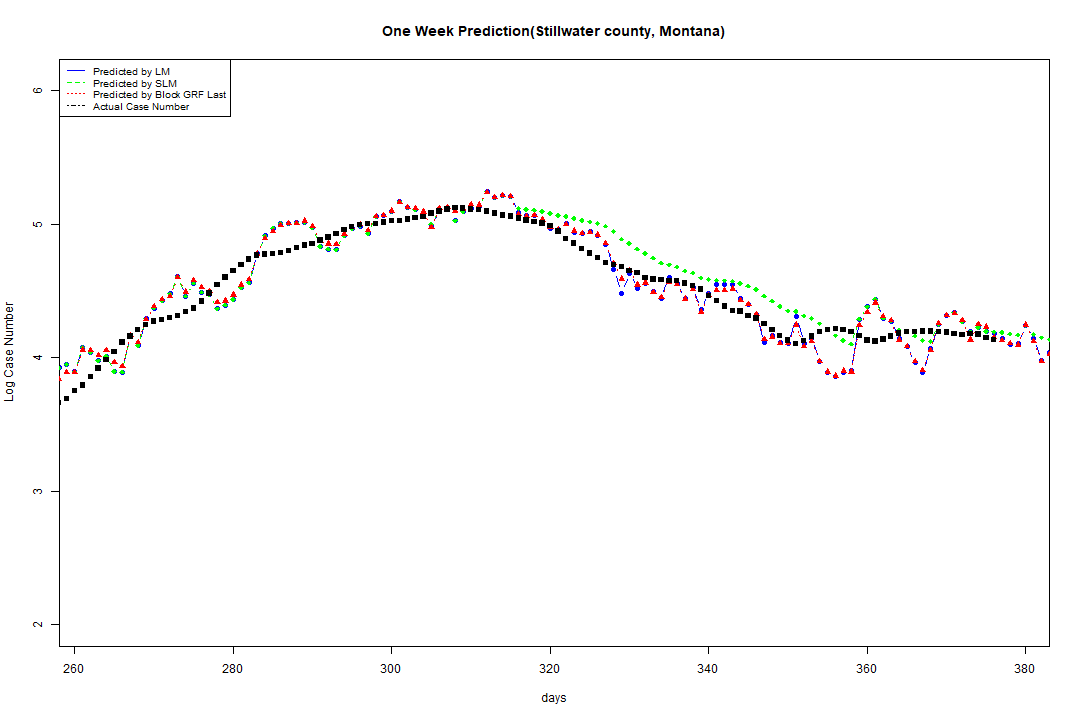 One Week Prediction(Stillwater county, Montana)
Predicted by LM
Predicted by SLM
Predicted by Block GRF Last
Actual Case Number
6
5
4
3
2
Log Case Number
260 280 300 320 340 360 380
days